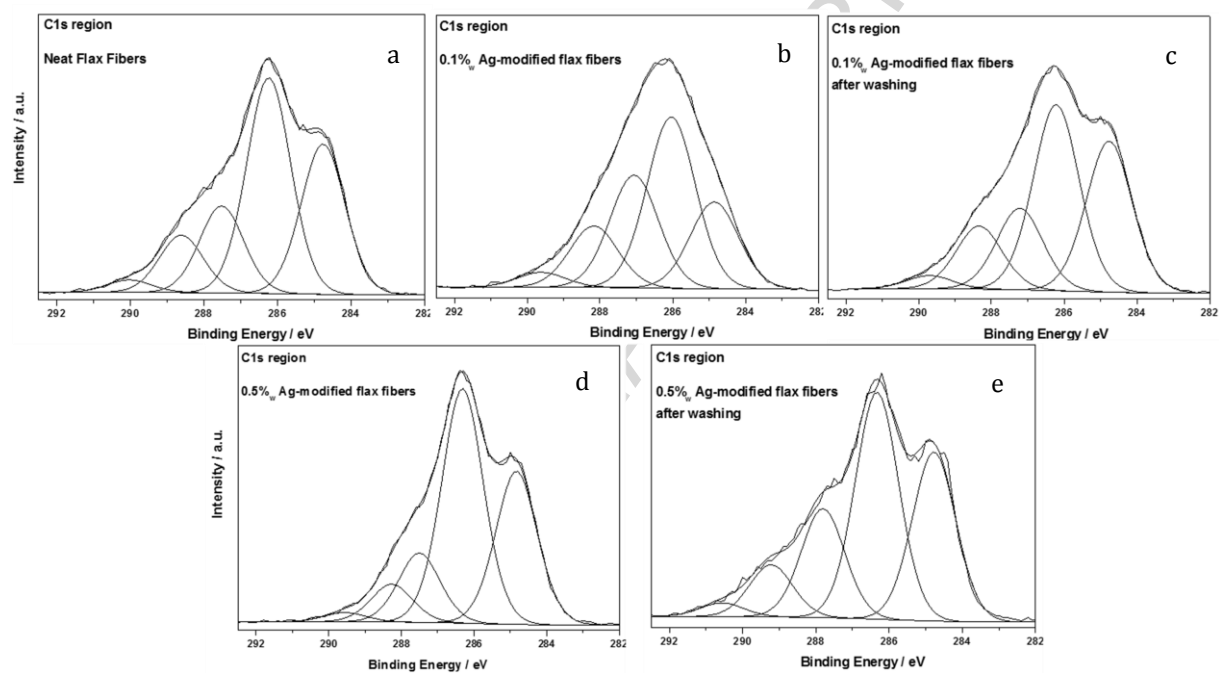 C1s region
Neat Flax Fibers
a
Intensity / a.u.
292 290 288 286 284 282
Binding Energy / eV
C1s region
0.1%w Ag-modified flax fibers
b
292 290 288 286 284 282
Binding Energy / eV
C1s region
0.1%w Ag-modified flax fibers
after washing
c
292 290 288 286 284 282
Binding Energy / eV
C1s region
0.5%w Ag-modified flax fibers
d
Intensity / a.u.
292 290 288 286 284 282
Binding Energy / eV
C1s region
0.5%w Ag-modified flax fibers
after washing
e
292 290 288 286 284 282
Binding Energy / eV